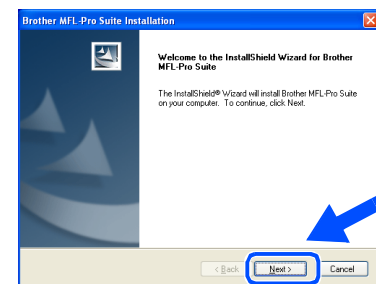 Brother MFL-Pro Suite Installation
Welcome to the InstallShield Wizard for Brother
MFL-Pro Suite
The InstallShield® Wizard will install Brother MFL-Pro Suite
on your computer. To continue, click Next.
< Back
Next >
Cancel